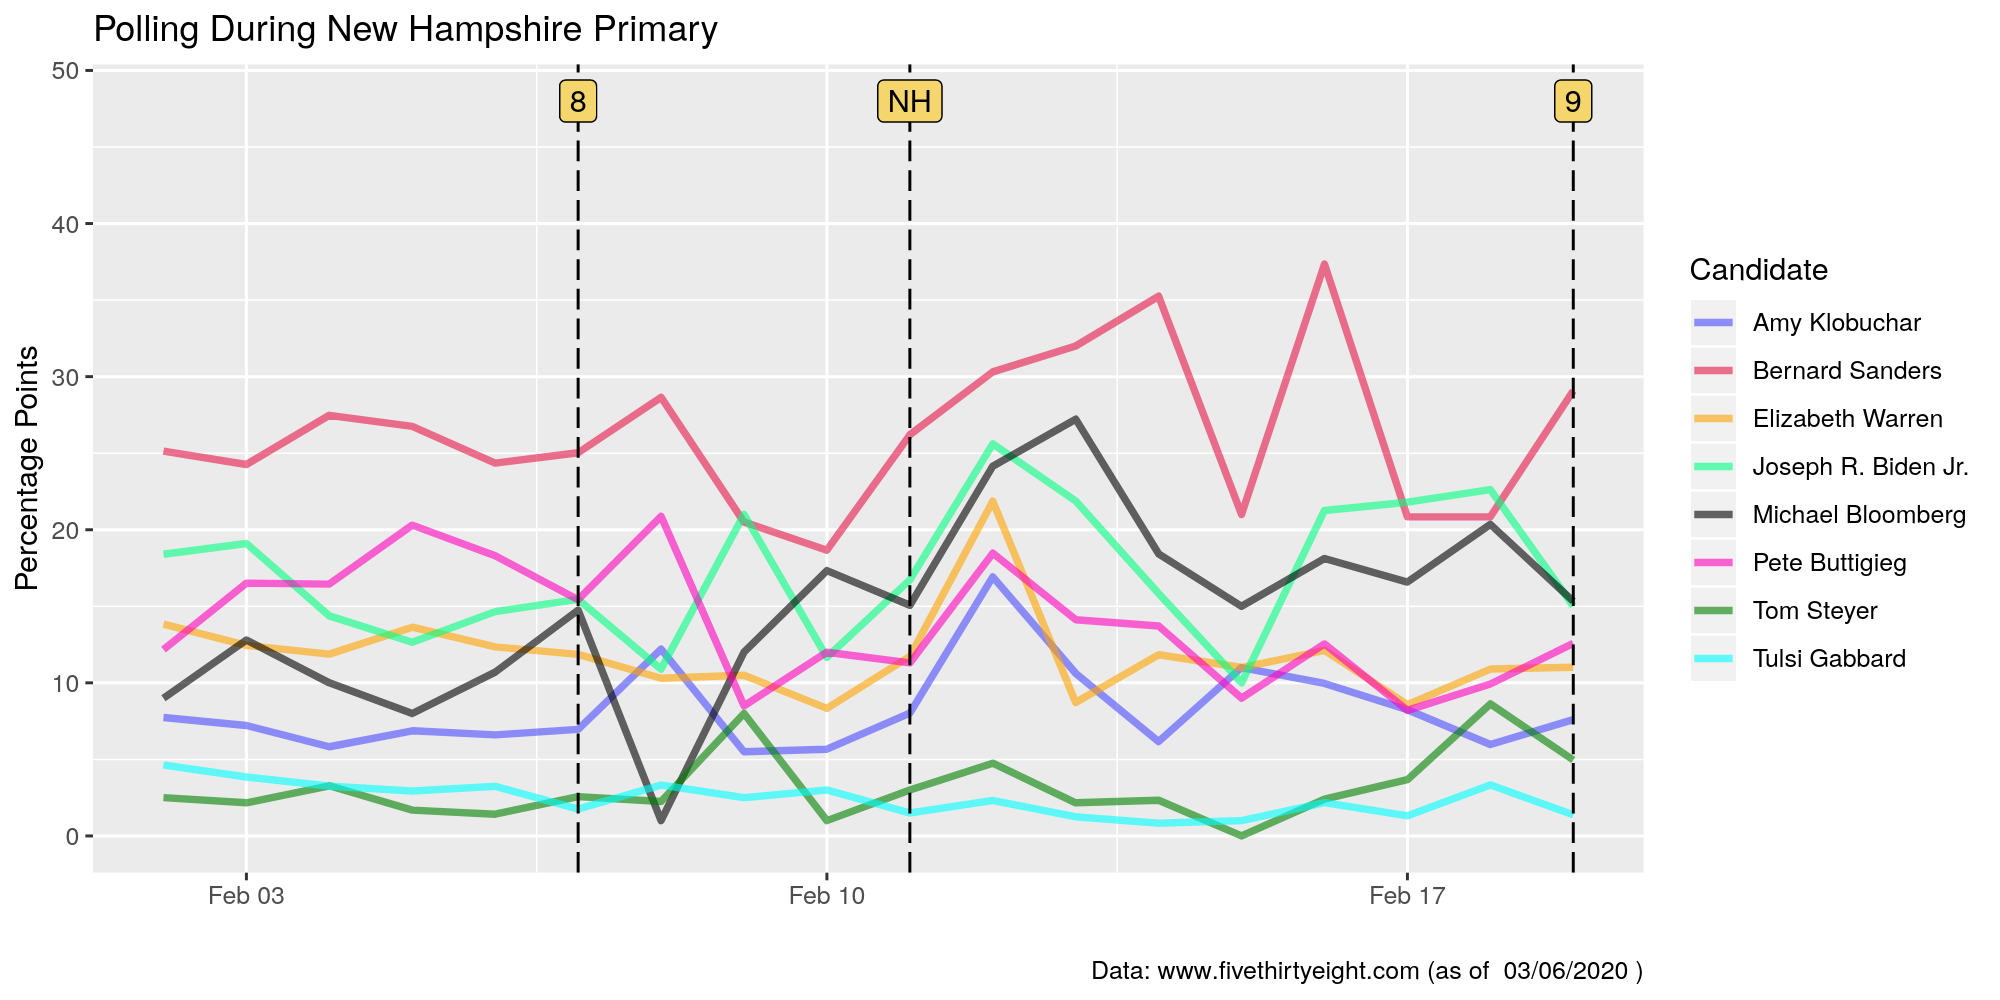 Polling During New Hampshire Primary
50
40
30
20
10
0
Percentage Points
8
NH
9
Feb 03
Feb 10
Feb 17
Candidate
Amy Klobuchar
Bernard Sanders
Elizabeth Warren
Joseph R. Biden Jr.
Michael Bloomberg
Pete Buttigieg
Tom Steyer
Tulsi Gabbard
Data: www.fivethirtyeight.com (as of  03/06/2020 )